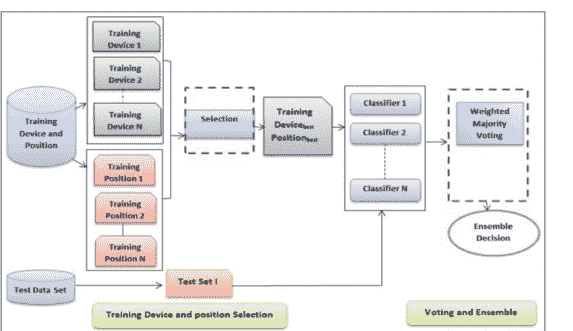 Training
Device and
Position
Training
Device 1
Training
Device 2
Training
Device N
Training
Position 1
Training
Position 2
Training
Position N
Selection
Training
Devicebest
Positionbest
Classifier 1
Classifier 2
Classifier N
Weighted
Majority
Voting
Ensemble
Decision
Test Data Set
Test Set I
Training Device and position Selection
Voting and Ensemble